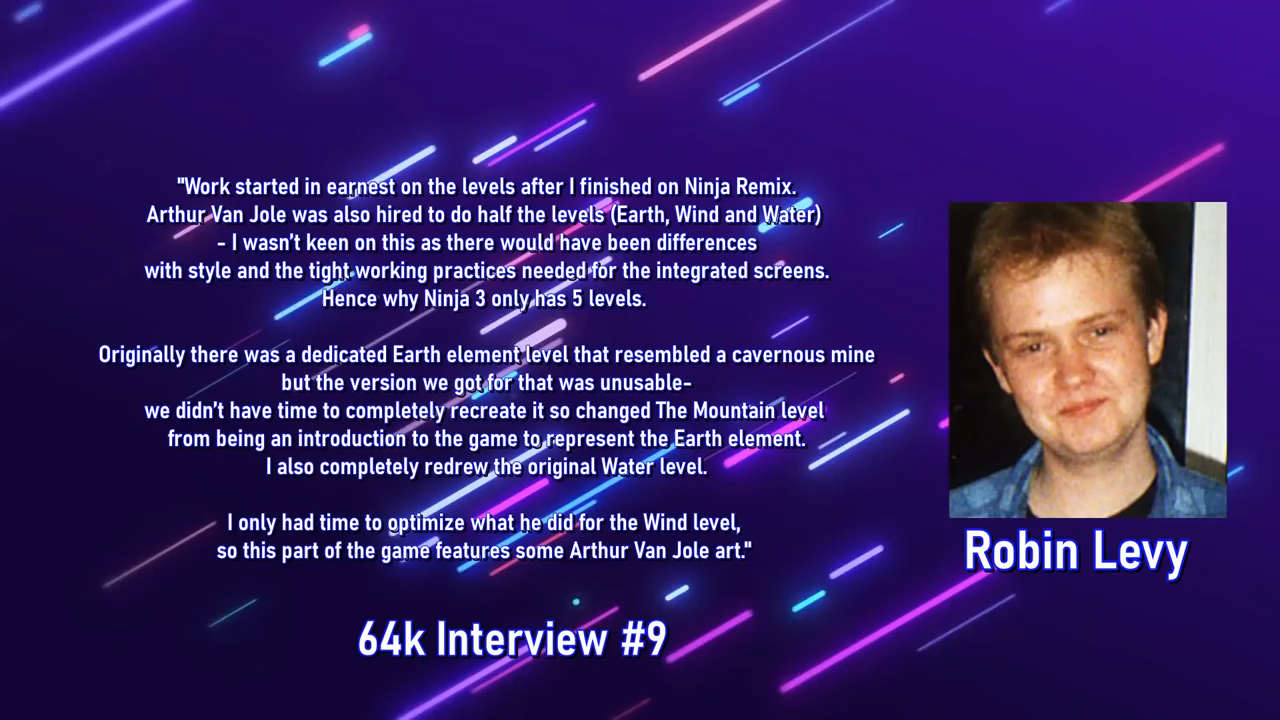 "Work started in earnest on the levels after I finished on Ninja Remix.
Arthur Van Jole was also hired to do half the levels (Earth, Wind and Water)
- I wasn't keen on this as there would have been differences
with style and the tight working practices needed for the integrated screens.
Hence why Ninja 3 only has 5 levels.
Originally there was a dedicated Earth element level that resembled a cavernous mine
but the version we got for that was unusable-
we didn't have time to completely recreate it so changed The Mountain level
from being an introduction to the game to represent the Earth element.
I also completely redrew the original Water level.
I only had time to optimize what he did for the Wind level,
so this part of the game features some Arthur Van Jole art."
Robin Levy
64k Interview #9